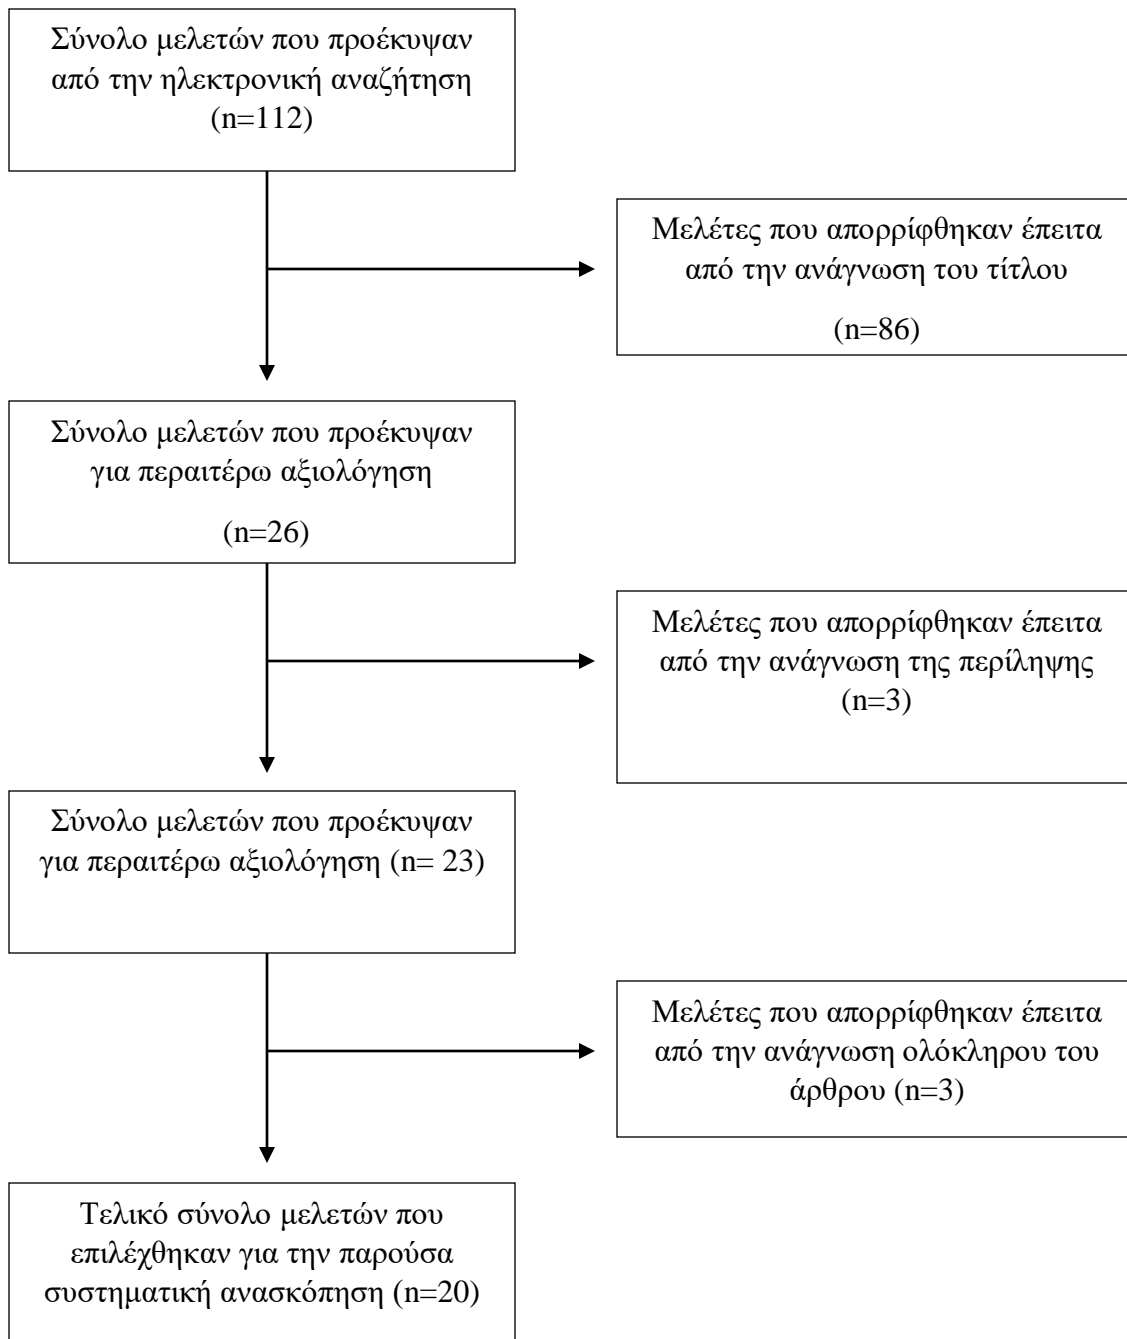 Σύνολο μελετών που προέκυψαν
από την ηλεκτρονική αναζήτηση
(n=112)
Μελέτες που απορρίφθηκαν έπειτα
από την ανάγνωση του τίτλου
(n=86)
Σύνολο μελετών που προέκυψαν
για περαιτέρω αξιολόγηση
(n=26)
Μελέτες που απορρίφθηκαν έπειτα
από την ανάγνωση της περίληψης
(n=3)
Σύνολο μελετών που προέκυψαν
για περαιτέρω αξιολόγηση (n= 23)
Μελέτες που απορρίφθηκαν έπειτα
από την ανάγνωση ολόκληρου του
άρθρου (n=3)
Τελικό σύνολο μελετών που
επιλέχθηκαν για την παρούσα
συστηματική ανασκόπηση (n=20)